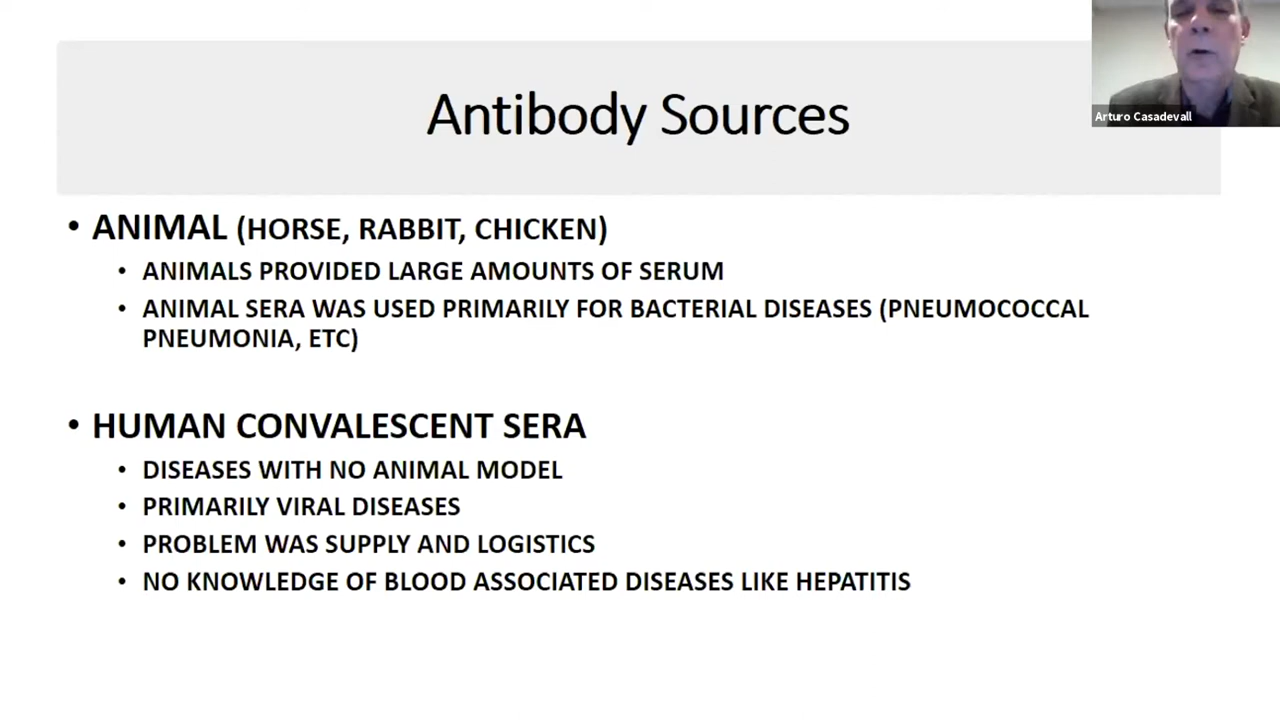 Antibody Sources
Arturo Casadevall
• ANIMAL (HORSE, RABBIT, CHICKEN)
• ANIMALS PROVIDED LARGE AMOUNTS OF SERUM
• ANIMAL SERA WAS USED PRIMARILY FOR BACTERIAL DISEASES (PNEUMOCOCCAL
PNEUMONIA, ETC)
• HUMAN CONVALESCENT SERA
• DISEASES WITH NO ANIMAL MODEL
• PRIMARILY VIRAL DISEASES
• PROBLEM WAS SUPPLY AND LOGISTICS
• NO KNOWLEDGE OF BLOOD ASSOCIATED DISEASES LIKE HEPATITIS